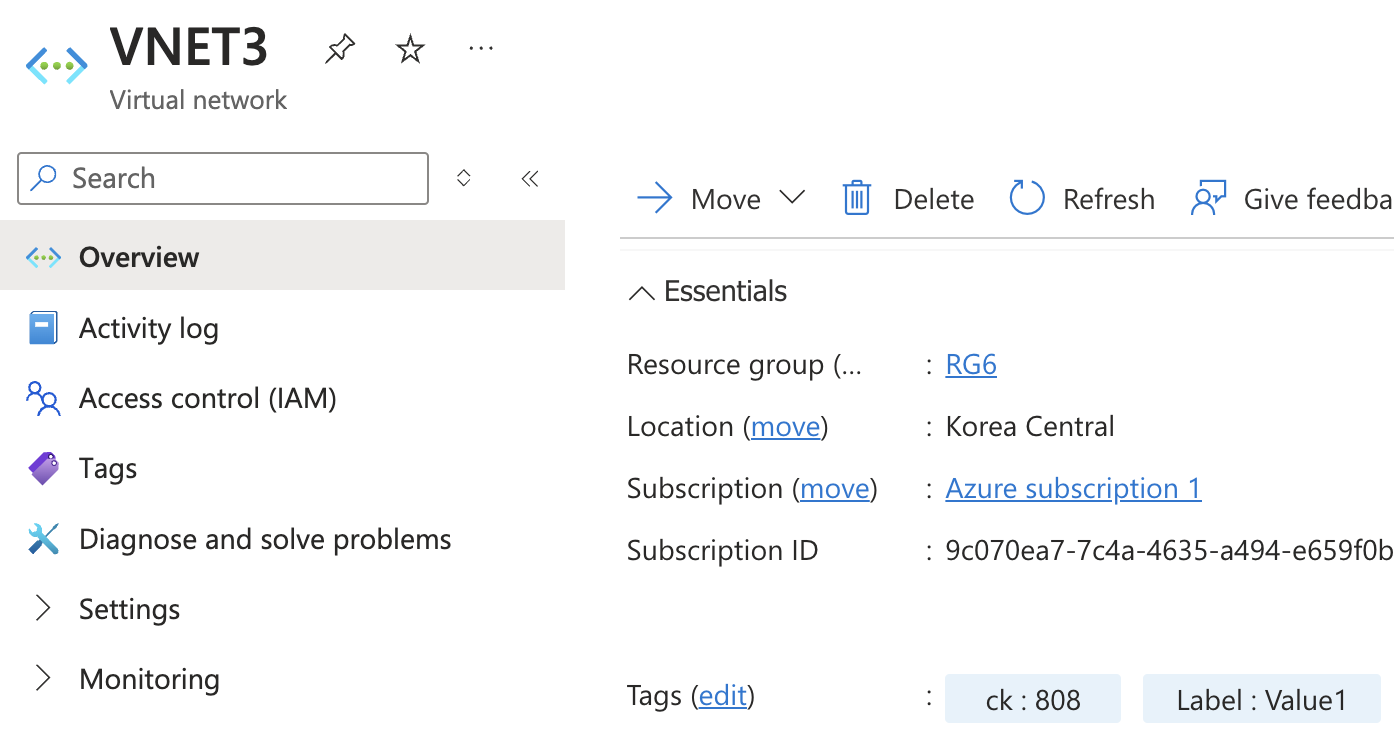 VNET3
Virtual network
Search
Overview
Activity log
Access control (IAM)
Tags
Diagnose and solve problems
Settings
Monitoring
Move Delete Refresh Give feedba
Essentials
Resource group (... : RG6
Location (move) : Korea Central
Subscription (move) : Azure subscription 1
Subscription ID : 9c070ea7-7c4a-4635-a494-e659f0b
Tags (edit) : ck : 808 Label : Value1